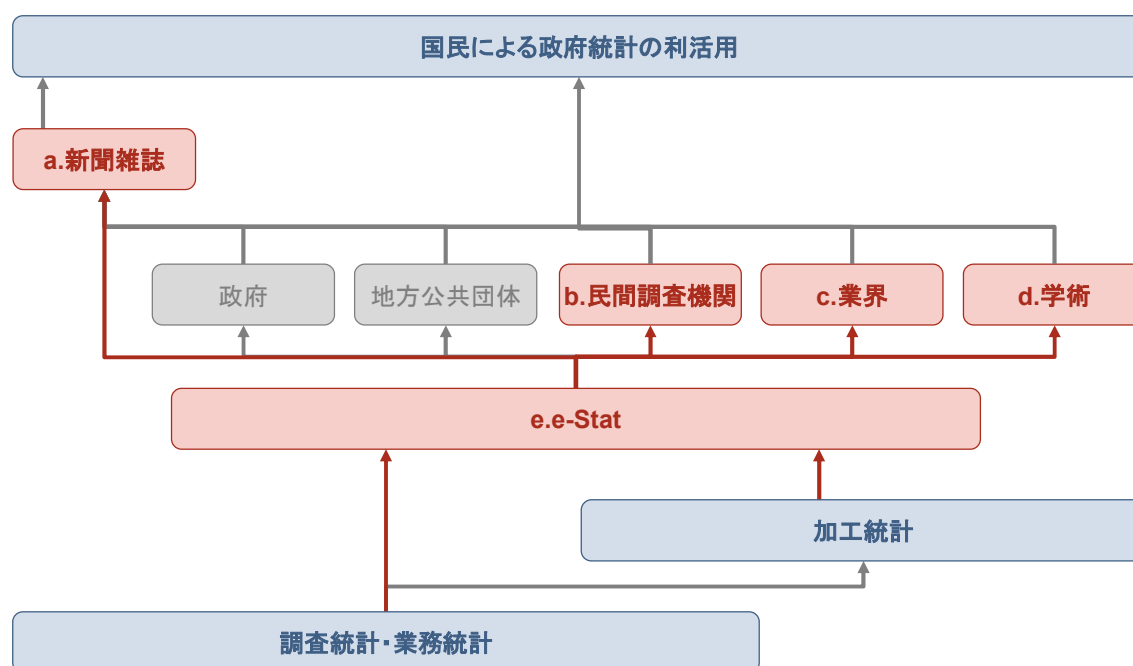 国民による政府統計の利活用
a.新聞雑誌
政府
地方公共団体
b.民間調査機関
c.業界
d.学術
e.e-Stat
加工統計
調査統計・業務統計